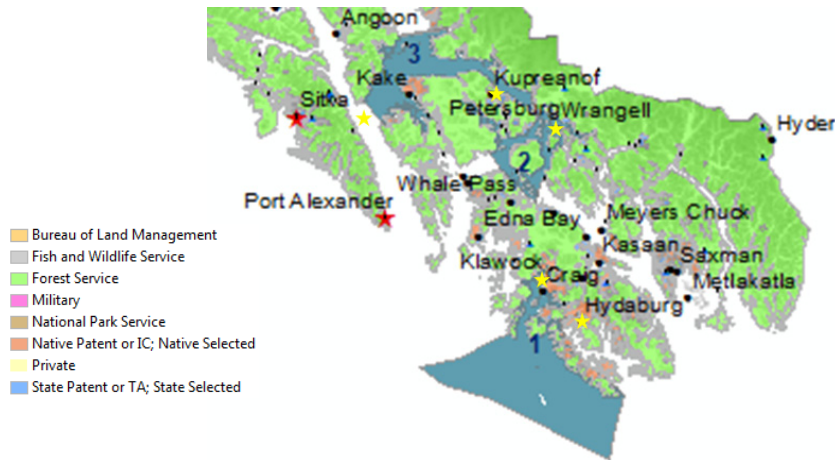 Angoon
3
Kake
Kupreanof
Sitka
Petersburg
Wrangell
Hyder
2
Whale Pass
Port Alexander
Edna Bay
Meyers Chuck
Kasaan
Saxman
Klawock
Craig
Metlakatla
Hydaburg
1
Bureau of Land Management
Fish and Wildlife Service
Forest Service
Military
National Park Service
Native Patent or IC; Native Selected
Private
State Patent or TA; State Selected